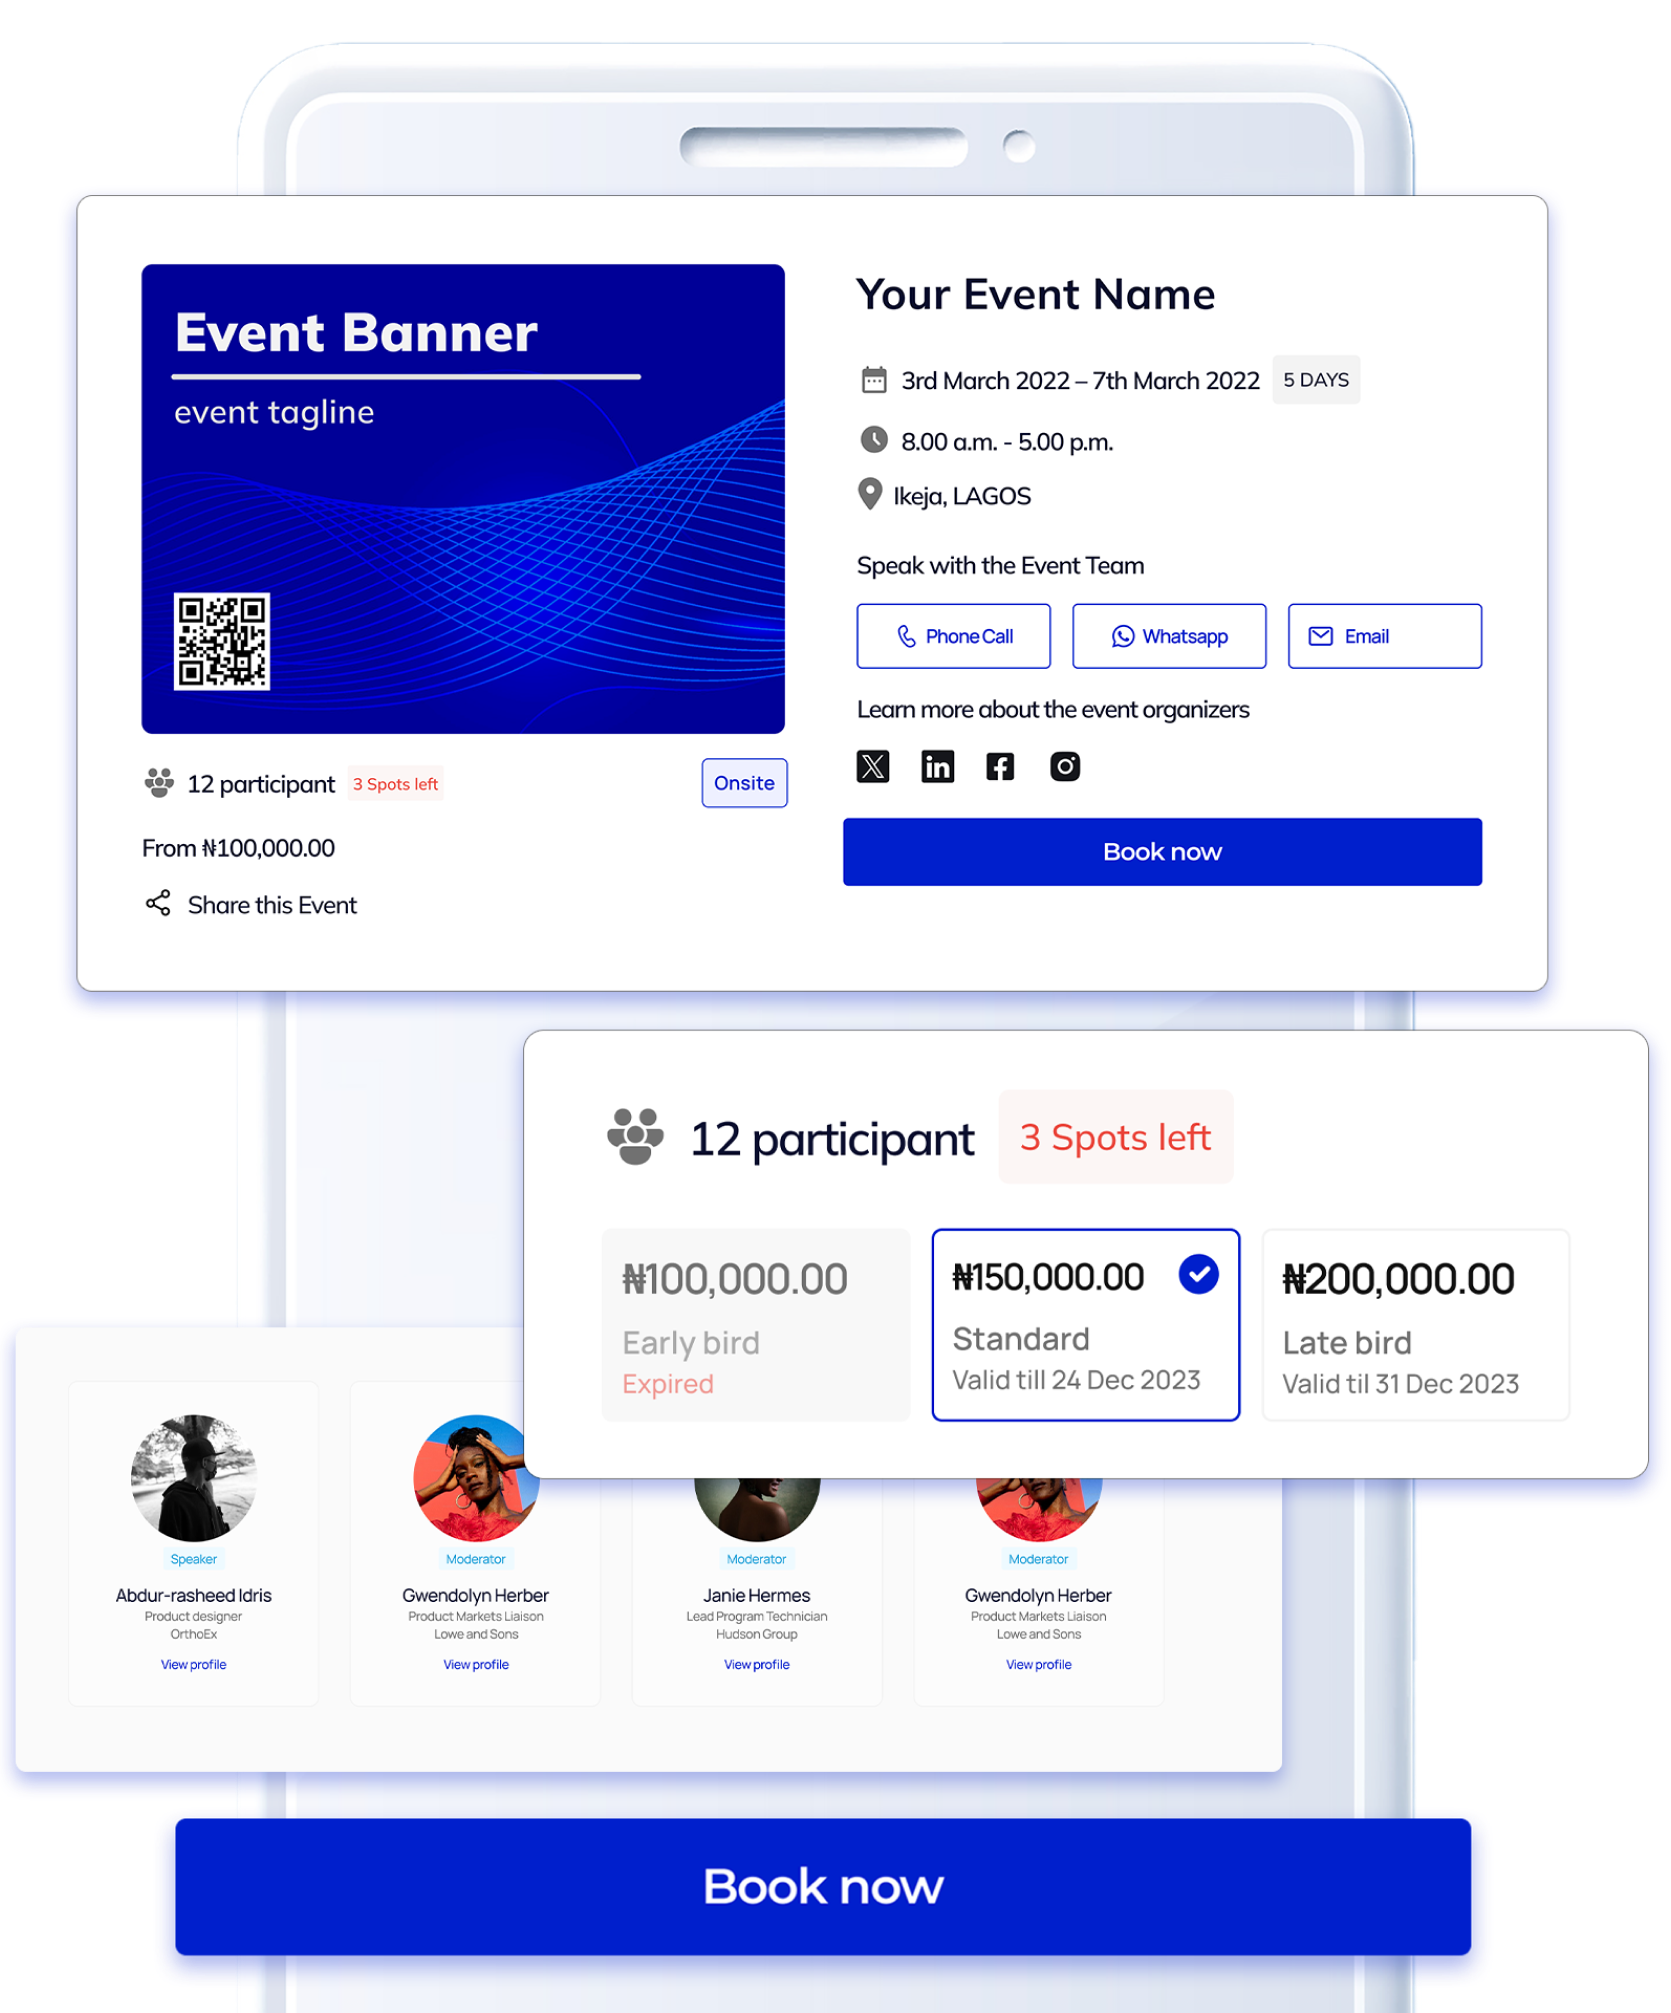 Event Banner
event tagline
12 participant
3 Spots left
Onsite
From ₦100,000.00
Share this Event
Your Event Name
3rd March 2022 – 7th March 2022
5 DAYS
8.00 a.m. - 5.00 p.m.
Ikeja, LAGOS
Speak with the Event Team
Phone Call
Whatsapp
Email
Learn more about the event organizers
Book now
12 participant
3 Spots left
₦100,000.00
Early bird
Expired
₦150,000.00
Standard
Valid till 24 Dec 2023
₦200,000.00
Late bird
Valid til 31 Dec 2023
Speaker
Abdur-rasheed Idris
Product designer
OrthoEx
View profile
Moderator
Gwendolyn Herber
Product Markets Liaison
Lowe and Sons
View profile
Moderator
Janie Hermes
Lead Program Technician
Hudson Group
View profile
Moderator
Gwendolyn Herber
Product Markets Liaison
Lowe and Sons
View profile
Book now